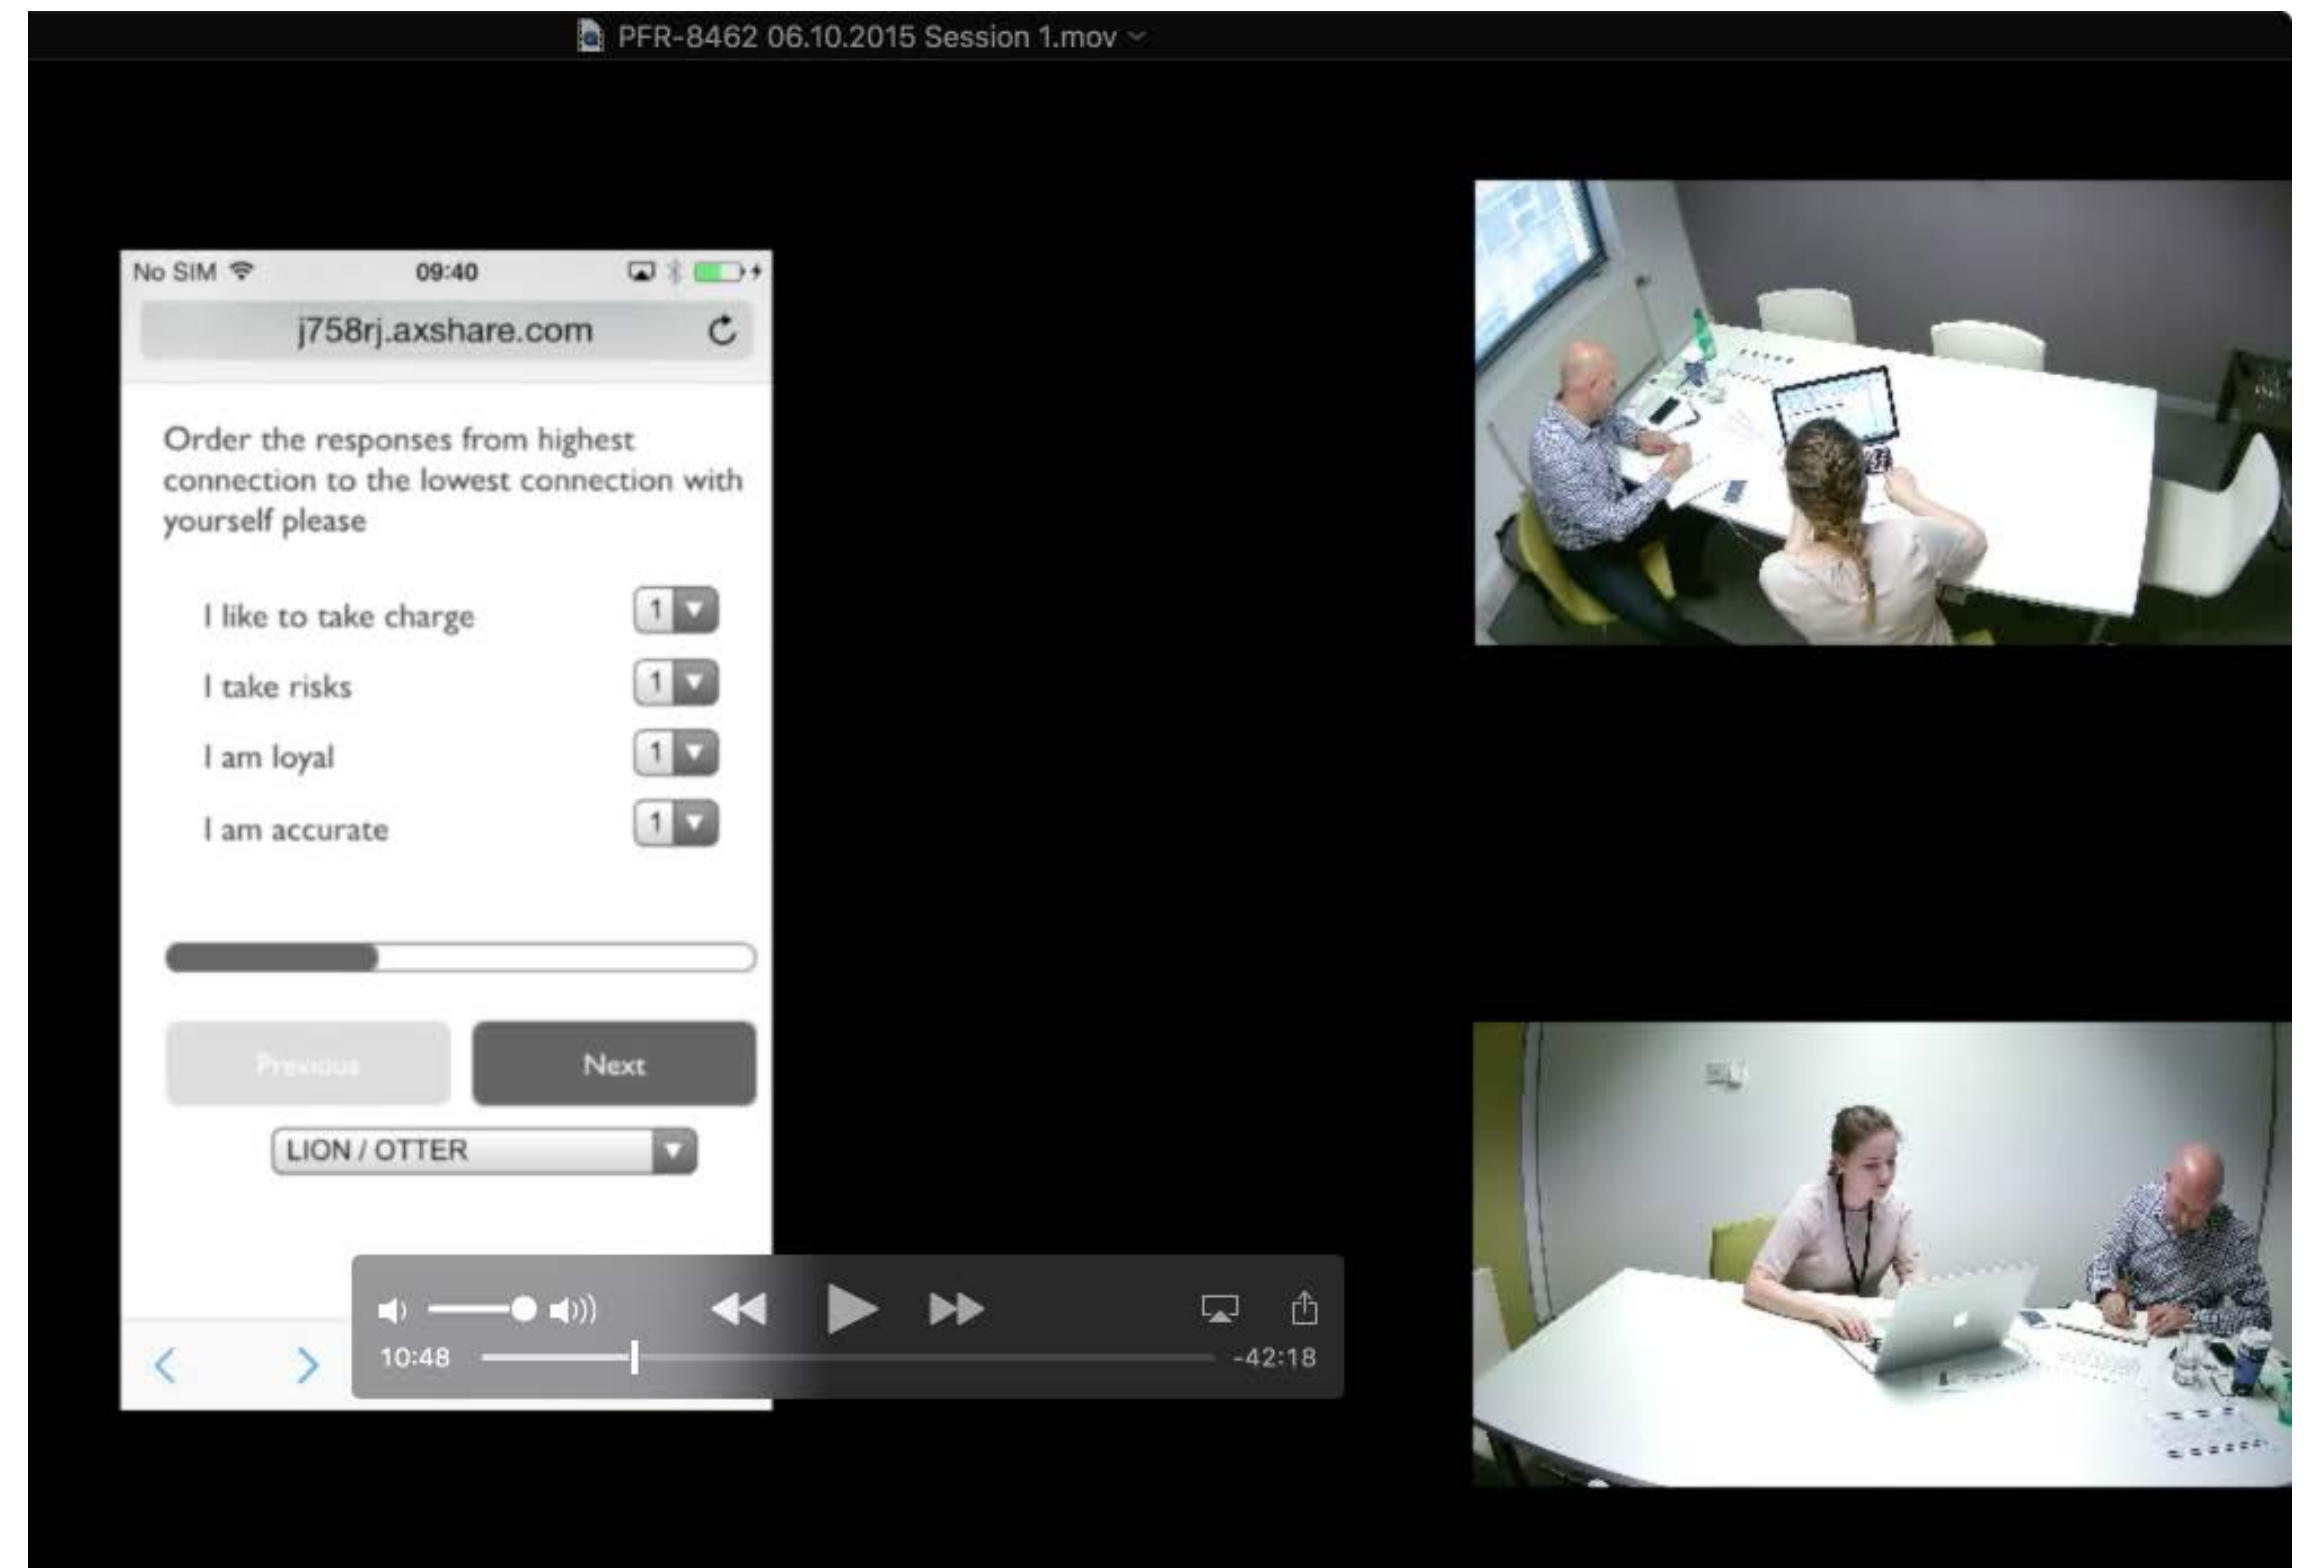 PFR-8462 06.10.2015 Session 1.mov
No SIM
09:40
j758rj.axshare.com
Order the responses from highest
connection to the lowest connection with
yourself please
I like to take charge 1
I take risks 1
I am loyal 1
I am accurate 1
Previous Next
LION / OTTER
10:48 -42:18